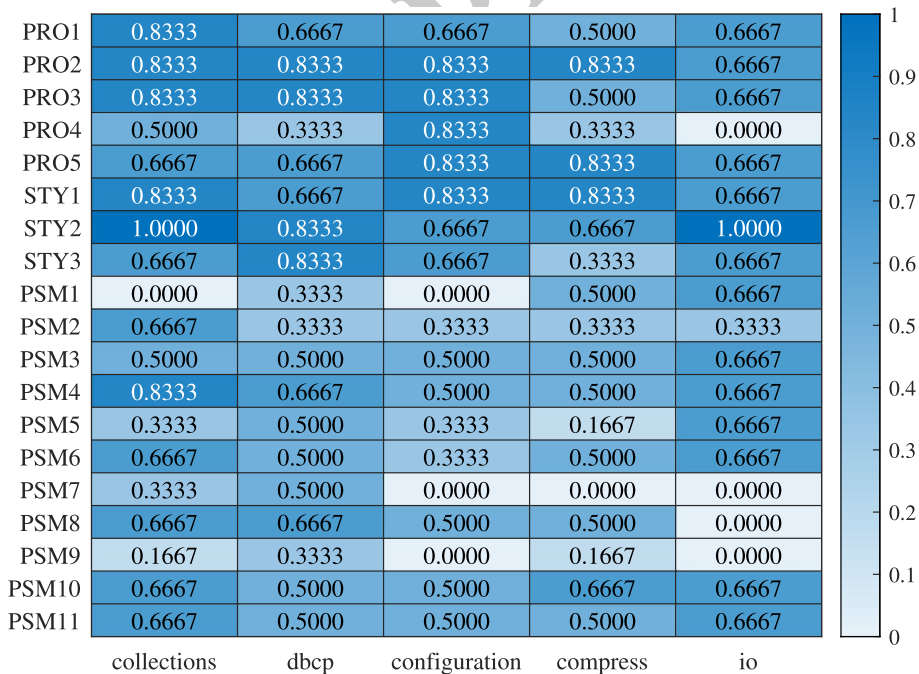 PRO1 0.8333 0.6667 0.6667 0.5000 0.6667
PRO2 0.8333 0.8333 0.8333 0.8333 0.6667
PRO3 0.8333 0.8333 0.8333 0.5000 0.6667
PRO4 0.5000 0.3333 0.8333 0.3333 0.0000
PRO5 0.6667 0.6667 0.8333 0.8333 0.6667
STY1 0.8333 0.6667 0.8333 0.8333 0.6667
STY2 1.0000 0.8333 0.6667 0.6667 1.0000
STY3 0.6667 0.8333 0.6667 0.3333 0.6667
PSM1 0.0000 0.3333 0.0000 0.5000 0.6667
PSM2 0.6667 0.3333 0.3333 0.3333 0.3333
PSM3 0.5000 0.5000 0.5000 0.5000 0.6667
PSM4 0.8333 0.6667 0.5000 0.5000 0.6667
PSM5 0.3333 0.5000 0.3333 0.1667 0.6667
PSM6 0.6667 0.5000 0.3333 0.5000 0.6667
PSM7 0.3333 0.5000 0.0000 0.0000 0.0000
PSM8 0.6667 0.6667 0.5000 0.5000 0.0000
PSM9 0.1667 0.3333 0.0000 0.1667 0.0000
PSM10 0.6667 0.5000 0.5000 0.6667 0.6667
PSM11 0.6667 0.5000 0.5000 0.5000 0.6667
collections dbcp configuration compress io
1
0.9
0.8
0.7
0.6
0.5
0.4
0.3
0.2
0.1
0